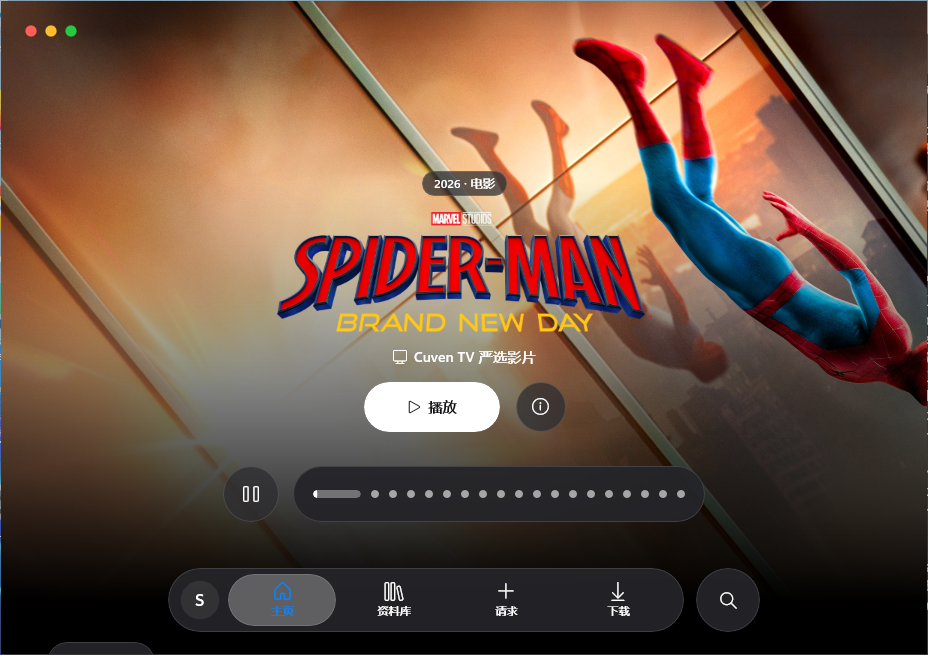 2026 · 电影
MARVEL STUDIOS
SPIDER-MAN
BRAND NEW DAY
Cuven TV 严选影片
播放
S
主页
资料库
请求
下载